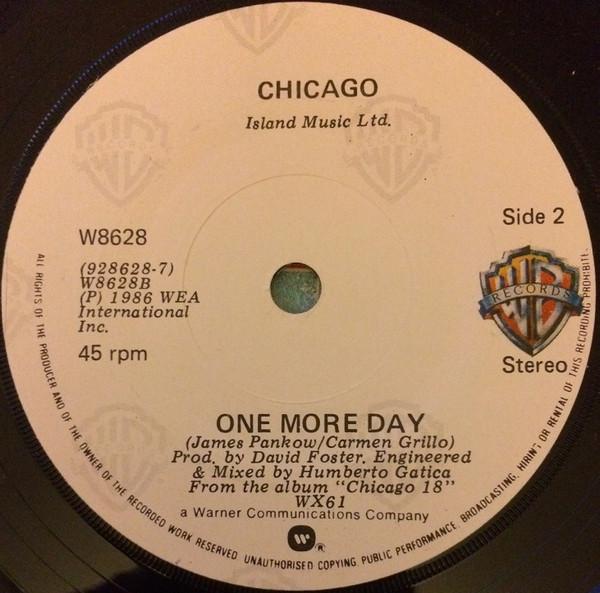 CHICAGO
Island Music Ltd.
Side 2
W8628
(928628-7)
W8628B
(P) 1986 WEA
International
Inc.
45 rpm
WB
RECORDS
Stereo
ONE MORE DAY
(James Pankow/Carmen Grillo)
Prod. by David Foster. Engineered
& Mixed by Humberto Gatica
From the album “Chicago 18”
WX61
a Warner Communications Company
ALL RIGHTS OF THE PRODUCER AND OF THE OWNER OF THE RECORDED WORK RESERVED. UNAUTHORISED COPYING. PUBLIC PERFORMANCE. BROADCASTING. HIRING OR RENTAL OF THIS RECORDING PROHIBITE.